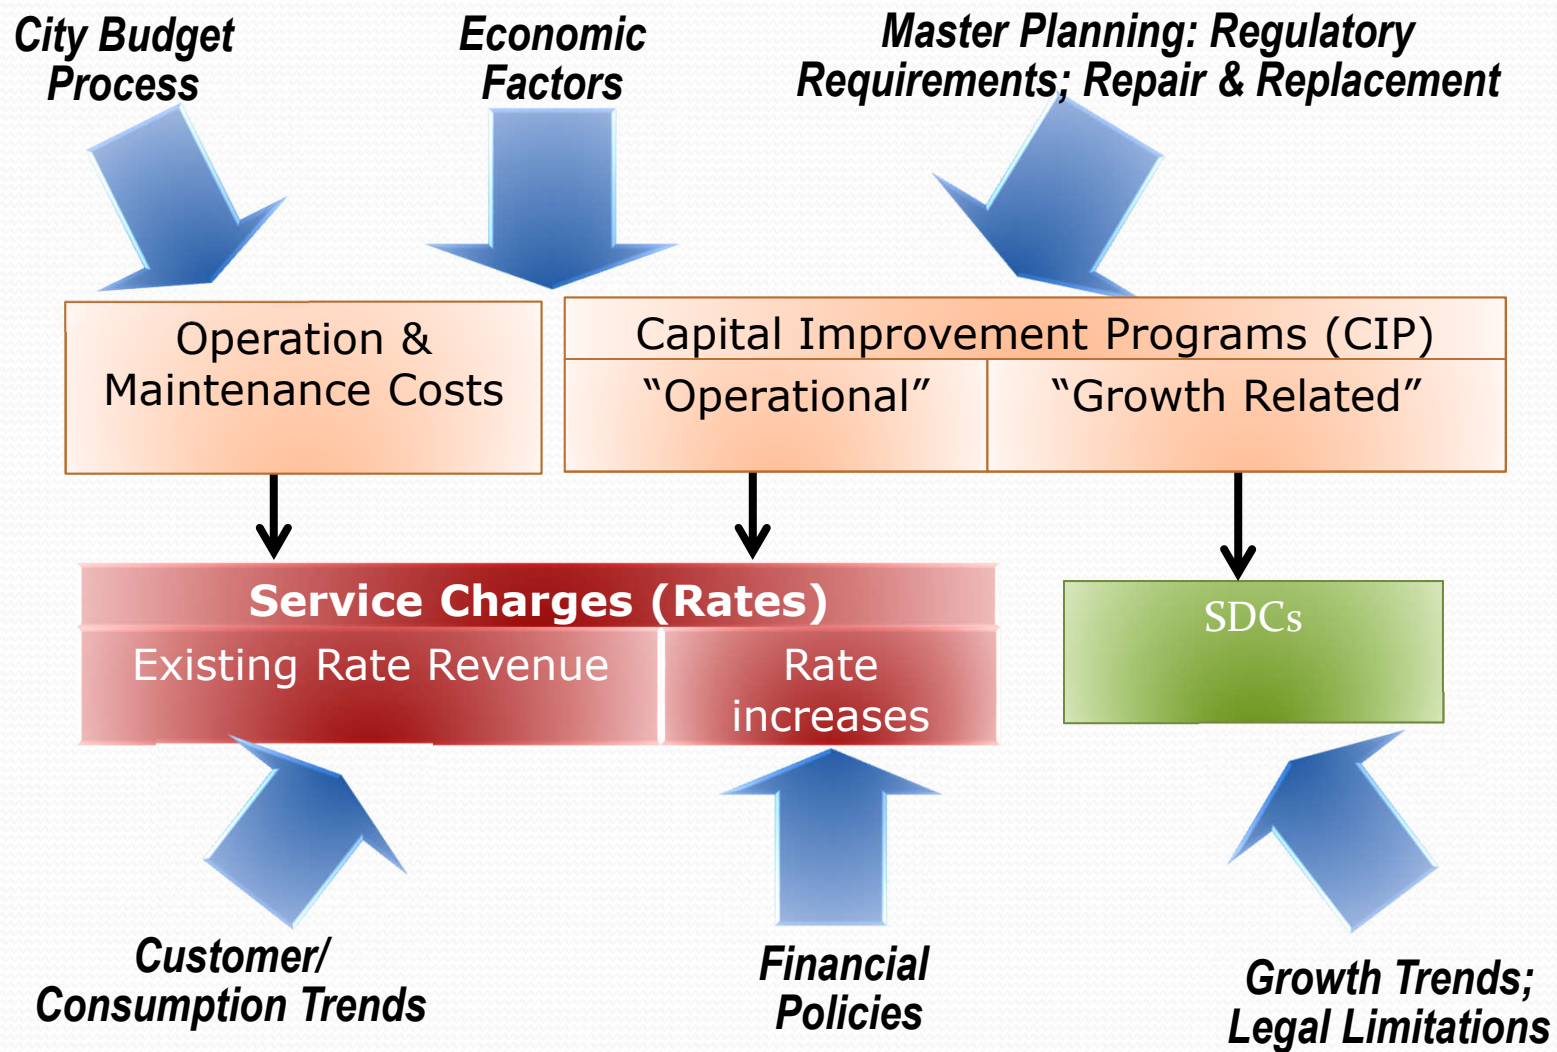 City Budget
Process
Economic
Factors
Master Planning: Regulatory
Requirements; Repair & Replacement
Operation &
Maintenance Costs
Capital Improvement Programs (CIP)
“Operational”
“Growth Related”
Service Charges (Rates)
Existing Rate Revenue
Rate
increases
SDCs
Customer/
Consumption Trends
Financial
Policies
Growth Trends;
Legal Limitations